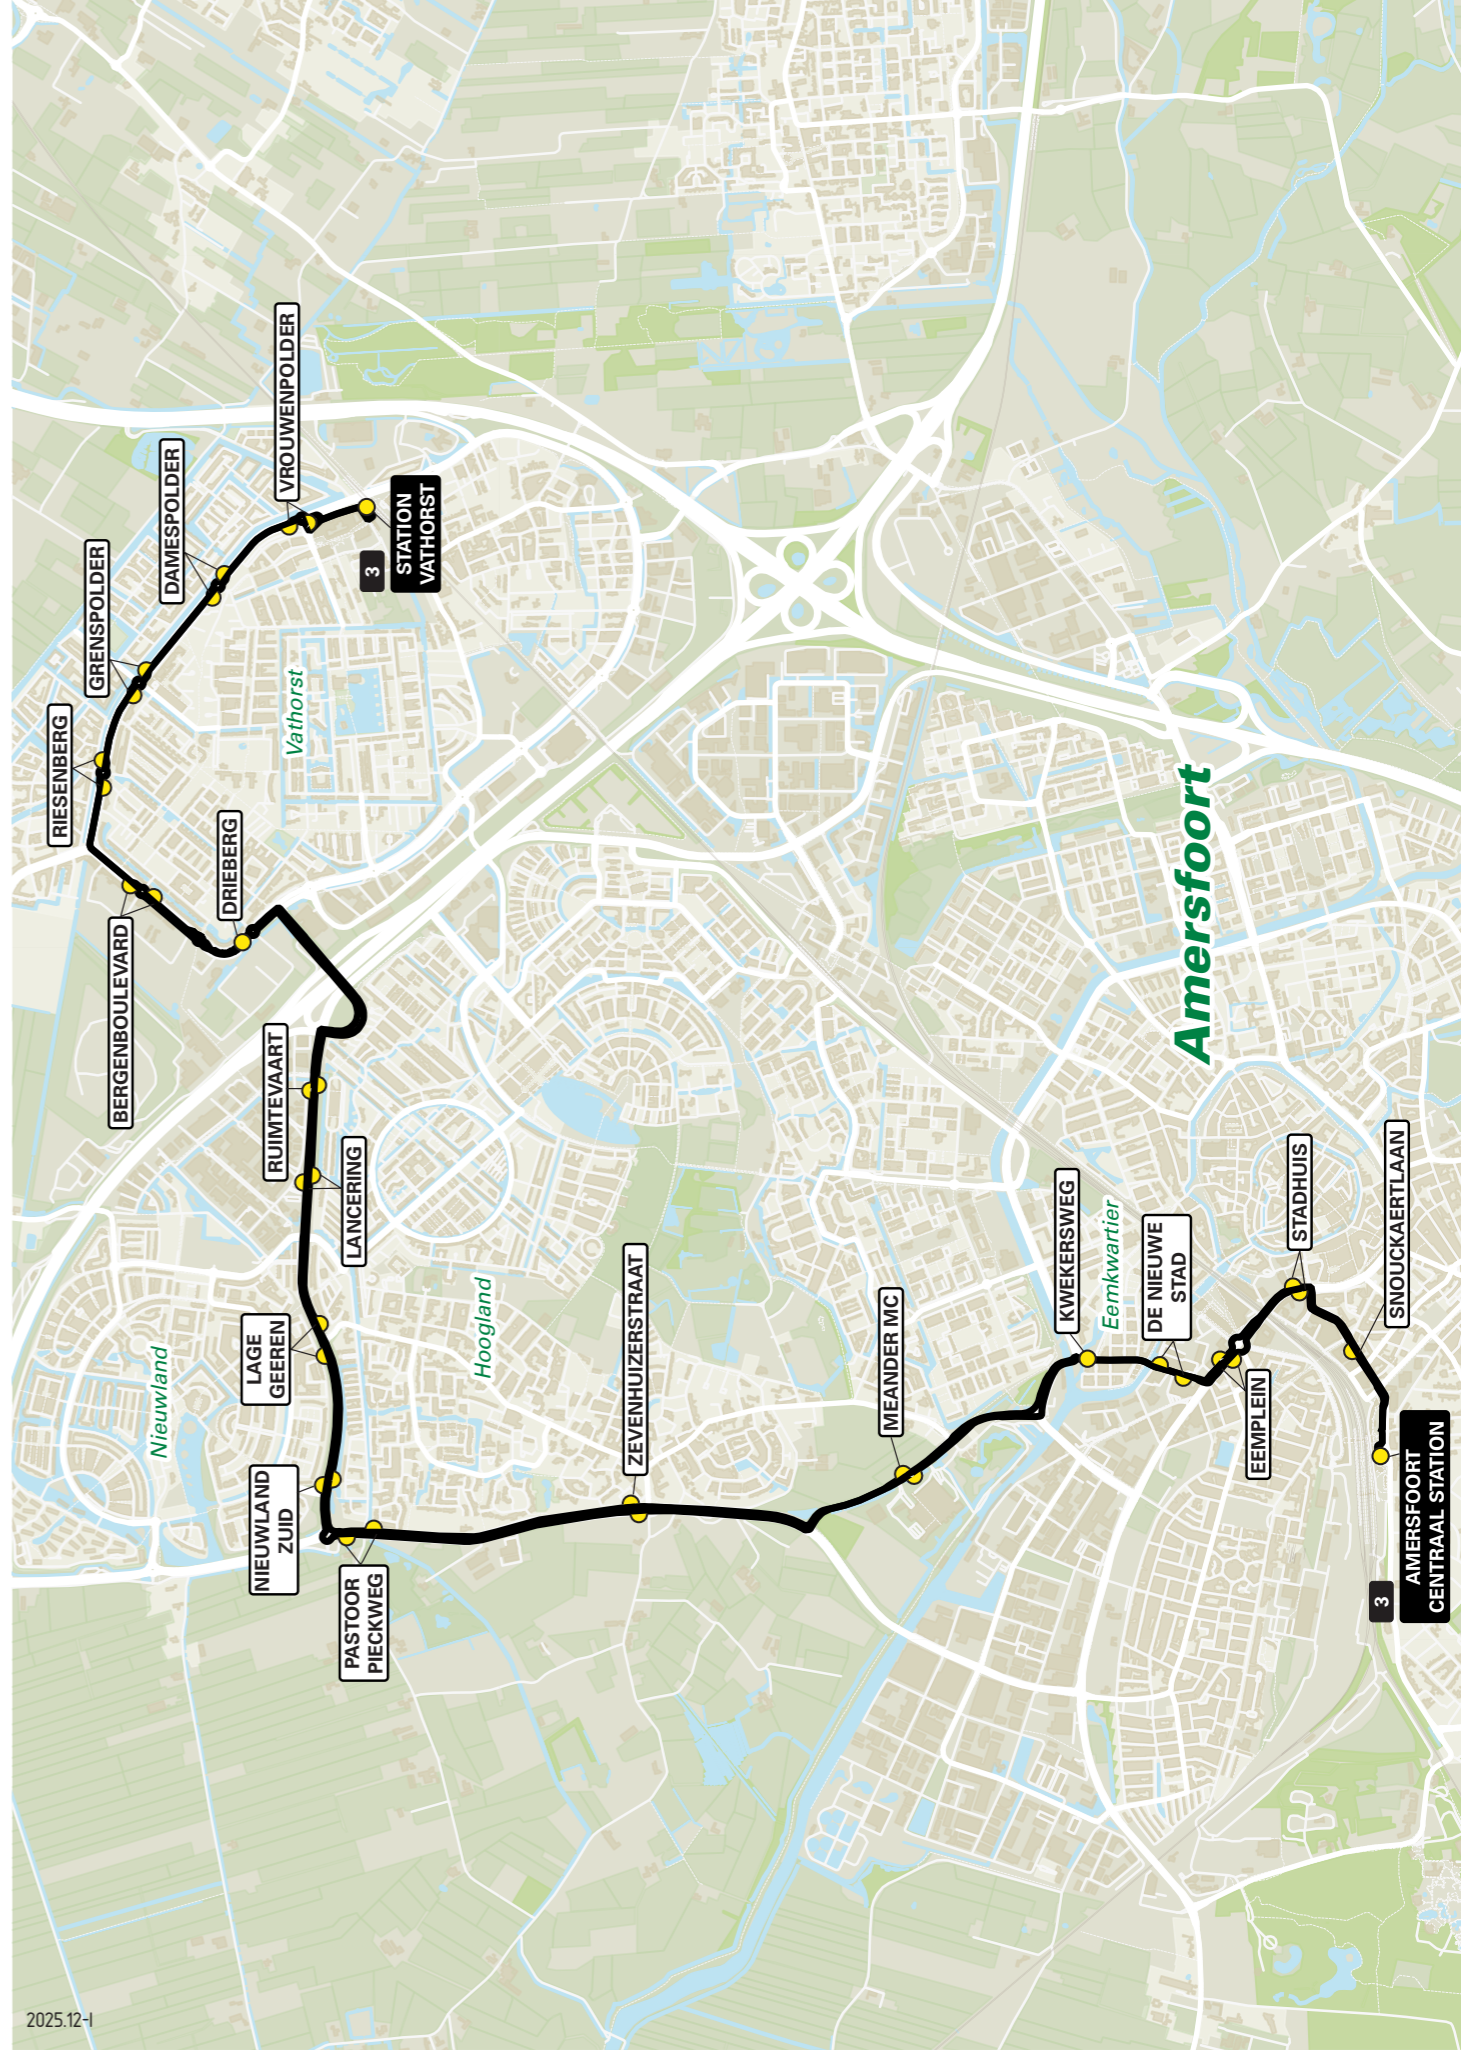 VROUWENPOLDER
DAMESPOLDER
GRENSPOLDER
3
STATION
VATHORST
RIESENBERG
Vathorst
DRIEBERG
BERGENBOULEVARD
RUIMTEVAART
LANCERING
LAGE
GEEREN
Nieuwland
Hoogland
NIEUWLAND
ZUID
PASTOOR
PIECKWEG
ZEVENHUIZERSTRAAT
MEANDER MC
KWEKERSWEG
Eemkwartier
DE NIEUWE
STAD
EEMPLEIN
Amersfoort
STADHUIS
SNOUCKAERTLAAN
3
AMERSFOORT
CENTRAAL STATION
2025.12-I